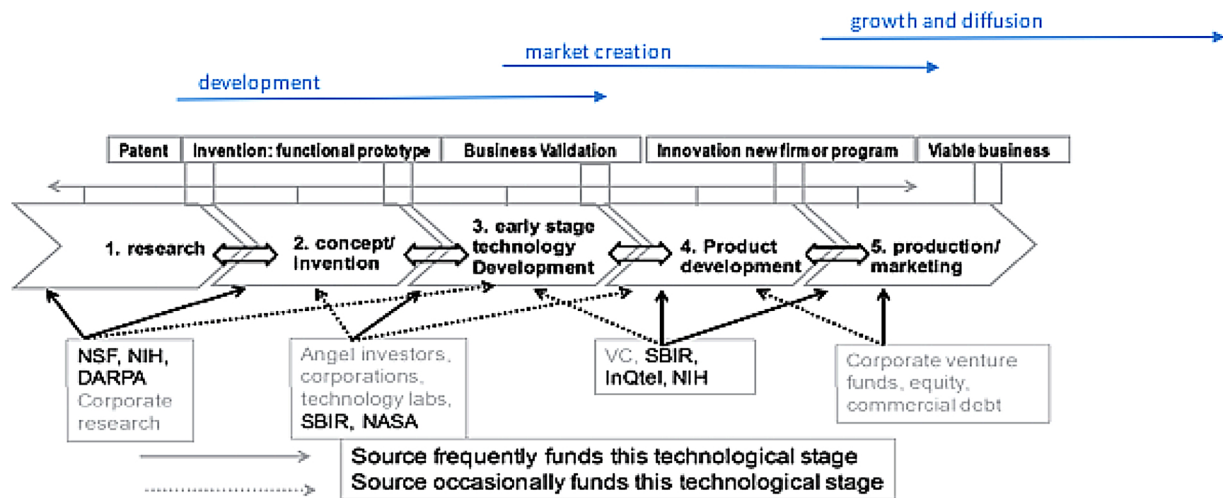 growth and diffusion
market creation
development
Patent
Invention: functional prototype
Business Validation
Innovation new firm or program
Viable business
1. research
2. concept/
Invention
3. early stage
technology
Development
4. Product
development
5. production/
marketing
NSF, NIH,
DARPA
Corporate
research
Angel investors,
corporations,
technology labs,
SBIR, NASA
VC, SBIR,
InQtel, NIH
Corporate venture
funds, equity,
commercial debt
Source frequently funds this technological stage
Source occasionally funds this technological stage